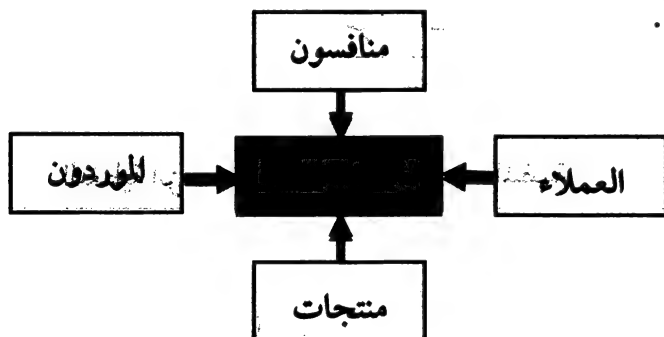 منافسون
العملاء
الموردون
منتجات